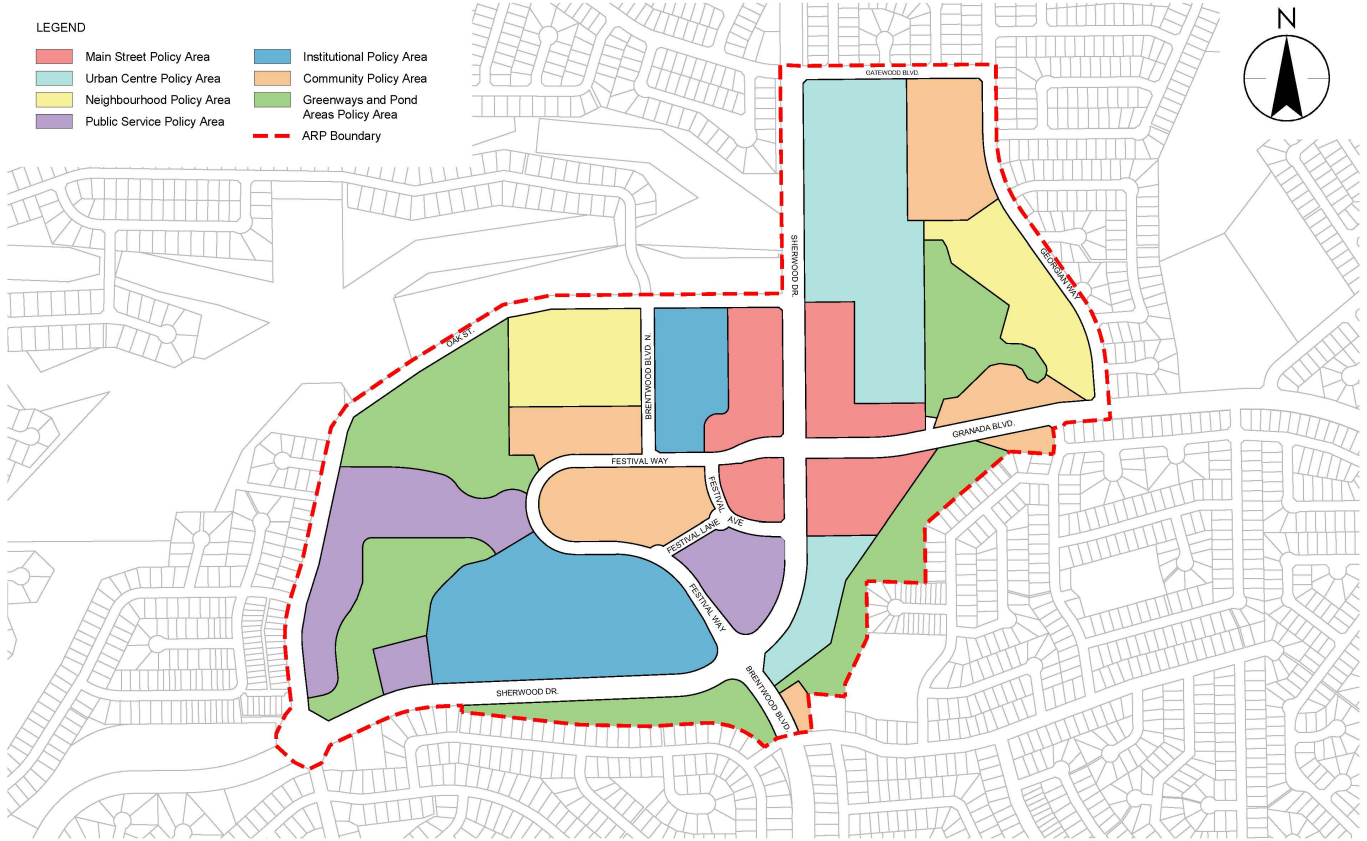 LEGEND
Main Street Policy Area
Urban Centre Policy Area
Neighbourhood Policy Area
Public Service Policy Area
Institutional Policy Area
Community Policy Area
Greenways and Pond
Areas Policy Area
ARP Boundary
N
GATEWOOD BLVD.
SHERWOOD DR.
GEORGIAN WAY
OAK ST.
BRENTWOOD BLVD. N.
GRANADA BLVD.
FESTIVAL WAY
FESTIVAL AVE
FESTIVAL LANE
FESTIVAL WAY
SHERWOOD DR.
BRENTWOOD BLVD.